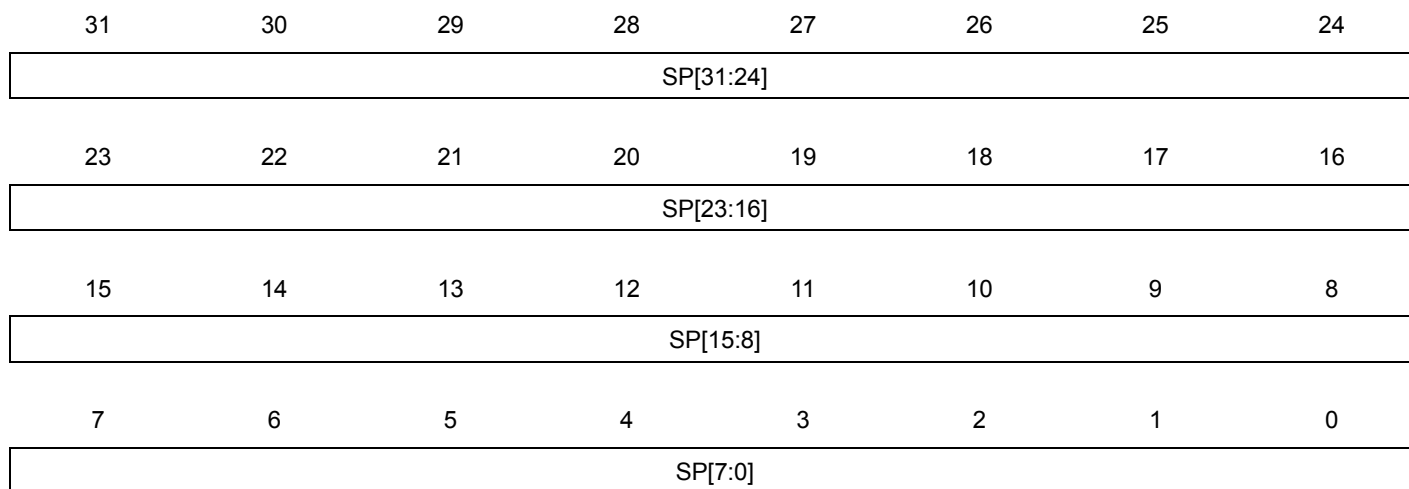 31 30 29 28 27 26 25 24
SP[31:24]
23 22 21 20 19 18 17 16
SP[23:16]
15 14 13 12 11 10 9 8
SP[15:8]
7 6 5 4 3 2 1 0
SP[7:0]